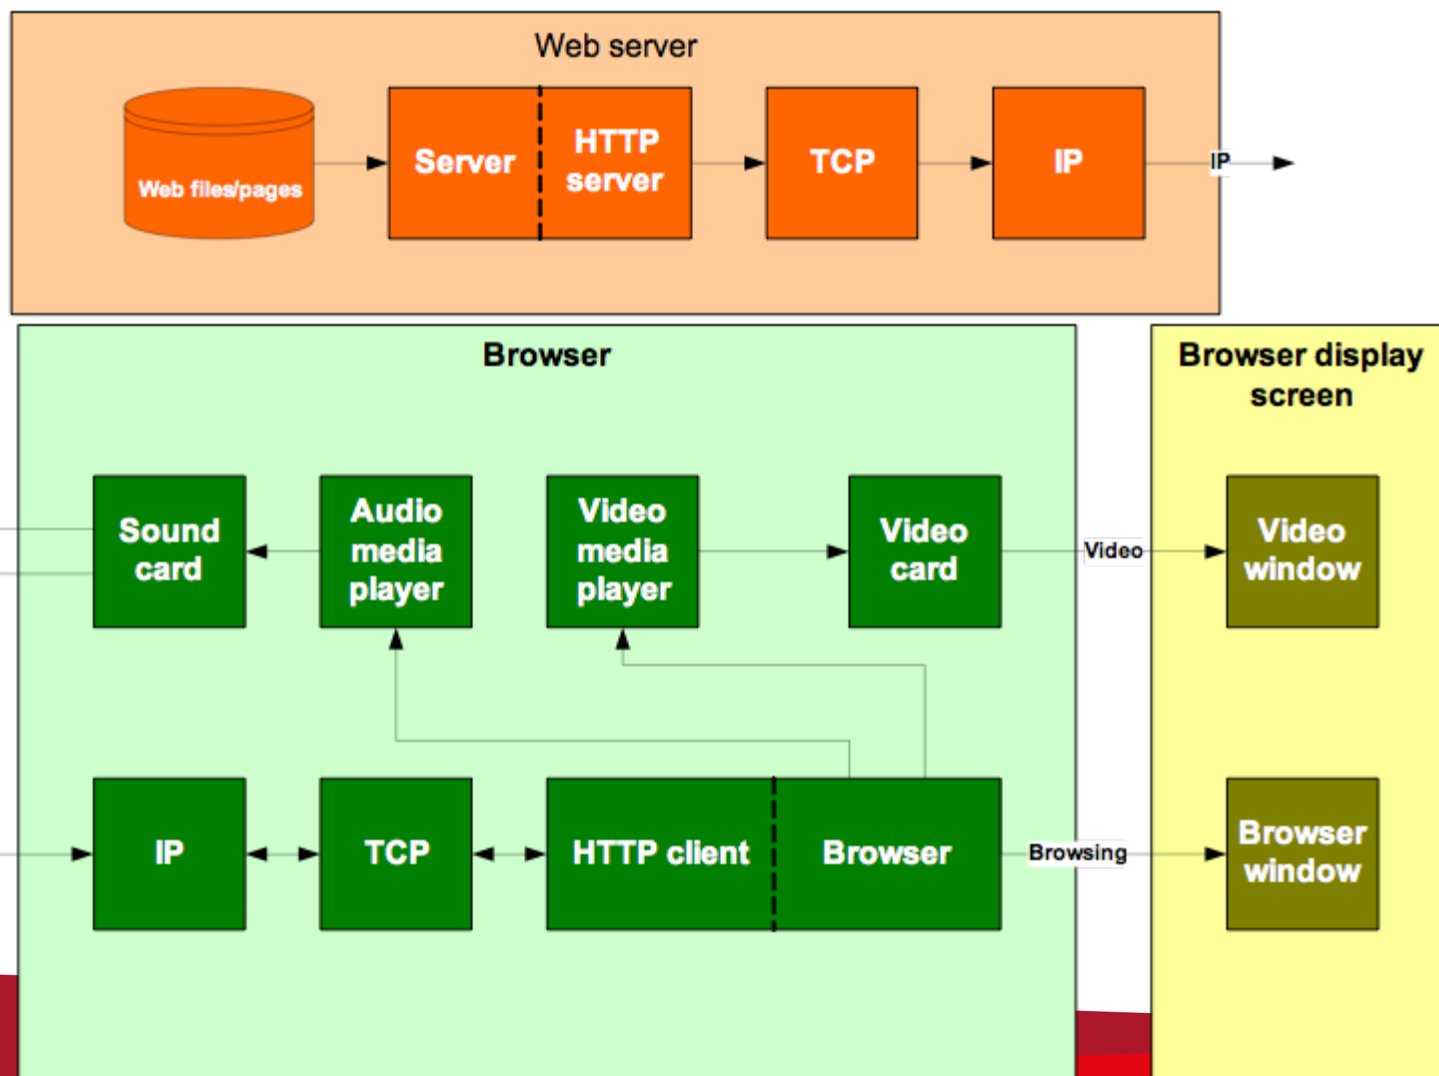 Web server
Web files/pages
Server
HTTP
server
TCP
IP
IP
Browser
Browser display
screen
Sound
card
Audio
media
player
Video
media
player
Video
card
Video
Video
window
IP
TCP
HTTP client
Browser
Browsing
Browser
window